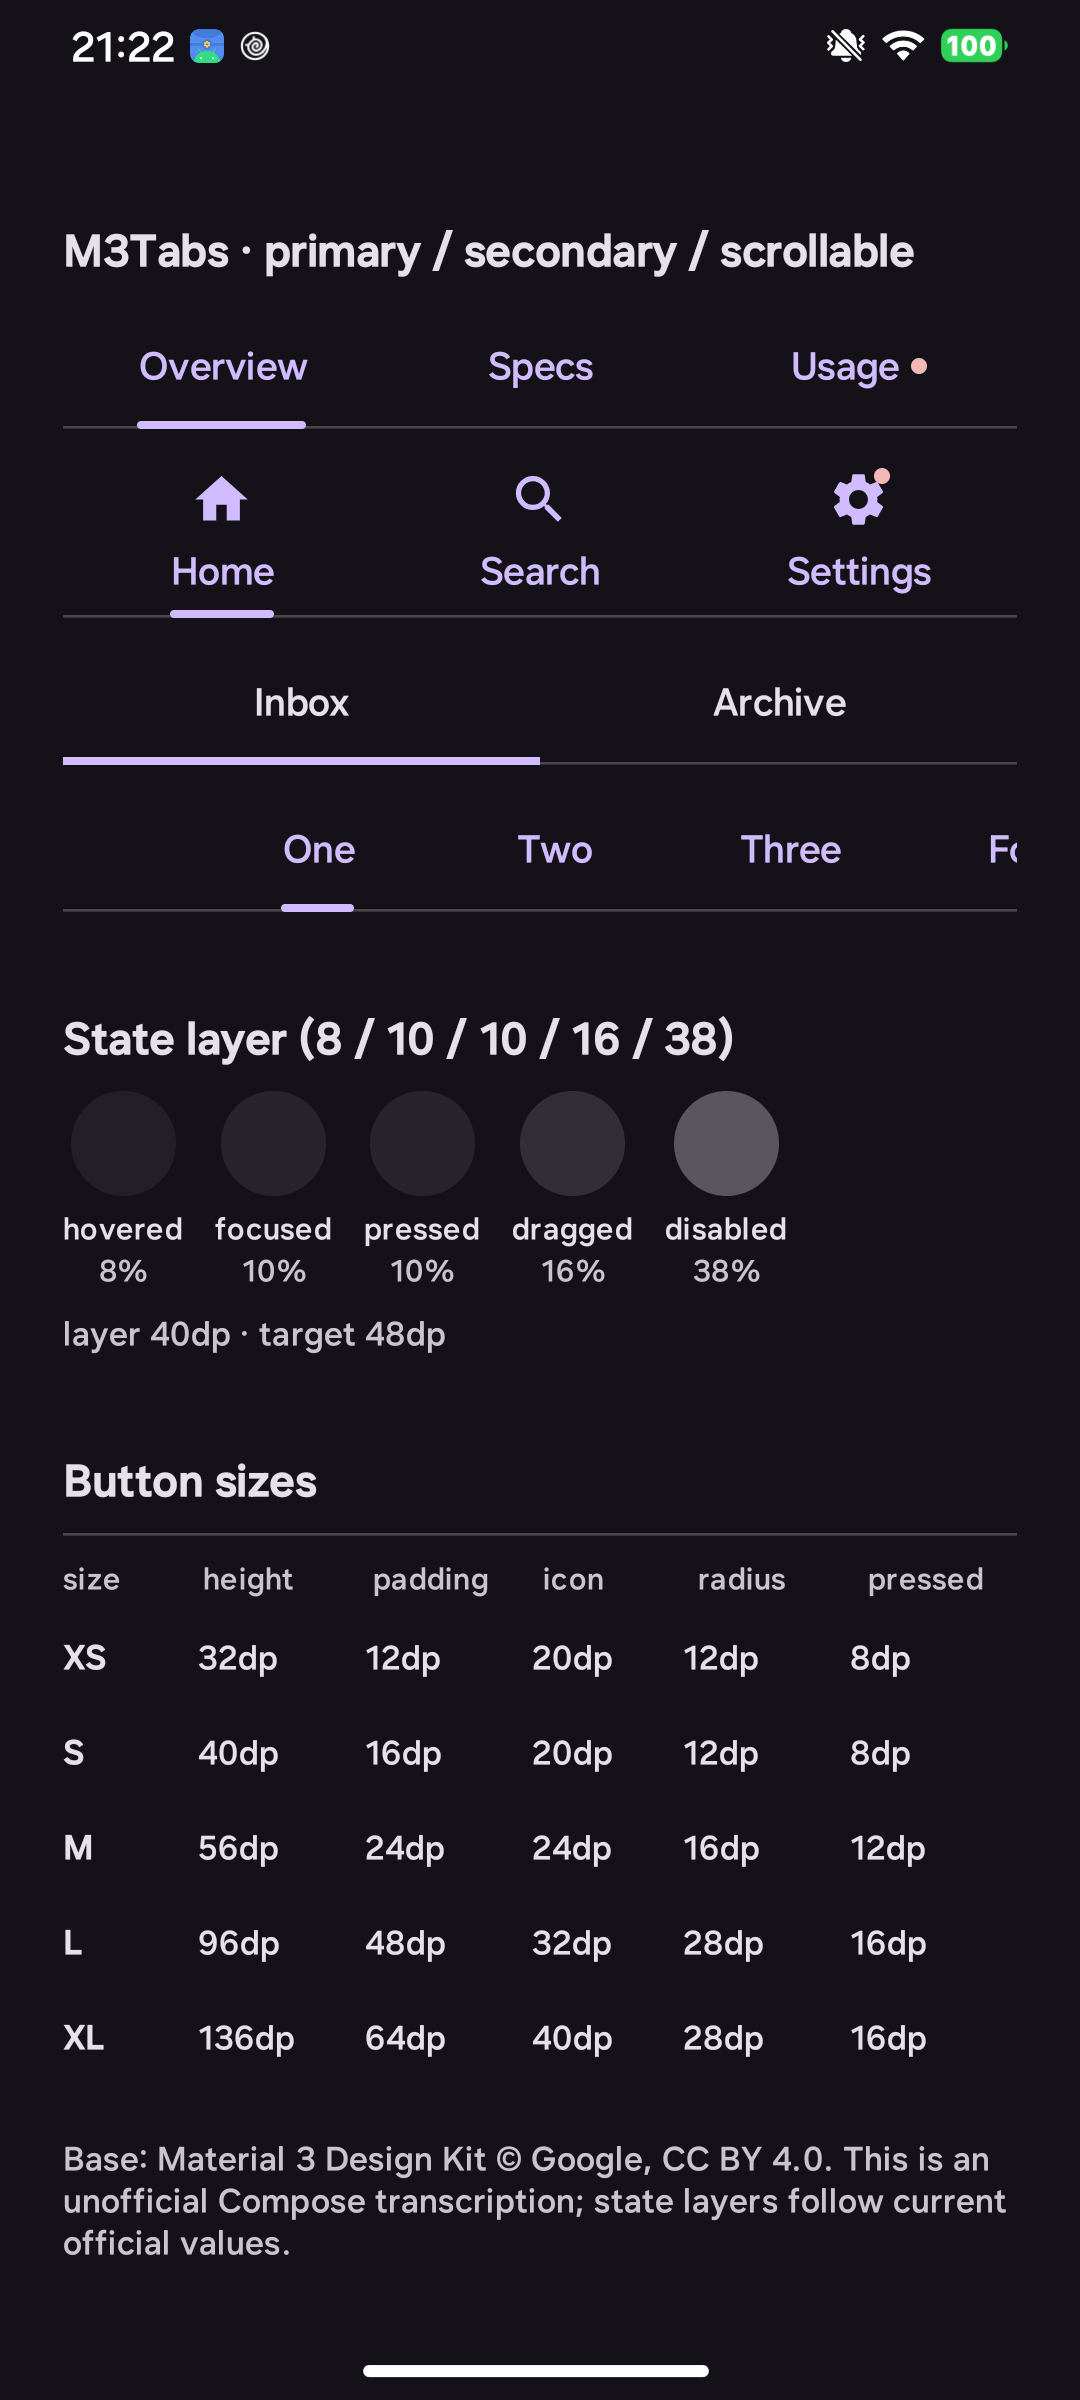 21:22 100
M3Tabs · primary / secondary / scrollable
Overview Specs Usage
Home Search Settings
Inbox Archive
One Two Three Fo
State layer (8 / 10 / 10 / 16 / 38)
hovered focused pressed dragged disabled
8% 10% 10% 16% 38%
layer 40dp · target 48dp
Button sizes
size height padding icon radius pressed
XS 32dp 12dp 20dp 12dp 8dp
S 40dp 16dp 20dp 12dp 8dp
M 56dp 24dp 24dp 16dp 12dp
L 96dp 48dp 32dp 28dp 16dp
XL 136dp 64dp 40dp 28dp 16dp
Base: Material 3 Design Kit © Google, CC BY 4.0. This is an
unofficial Compose transcription; state layers follow current
official values.